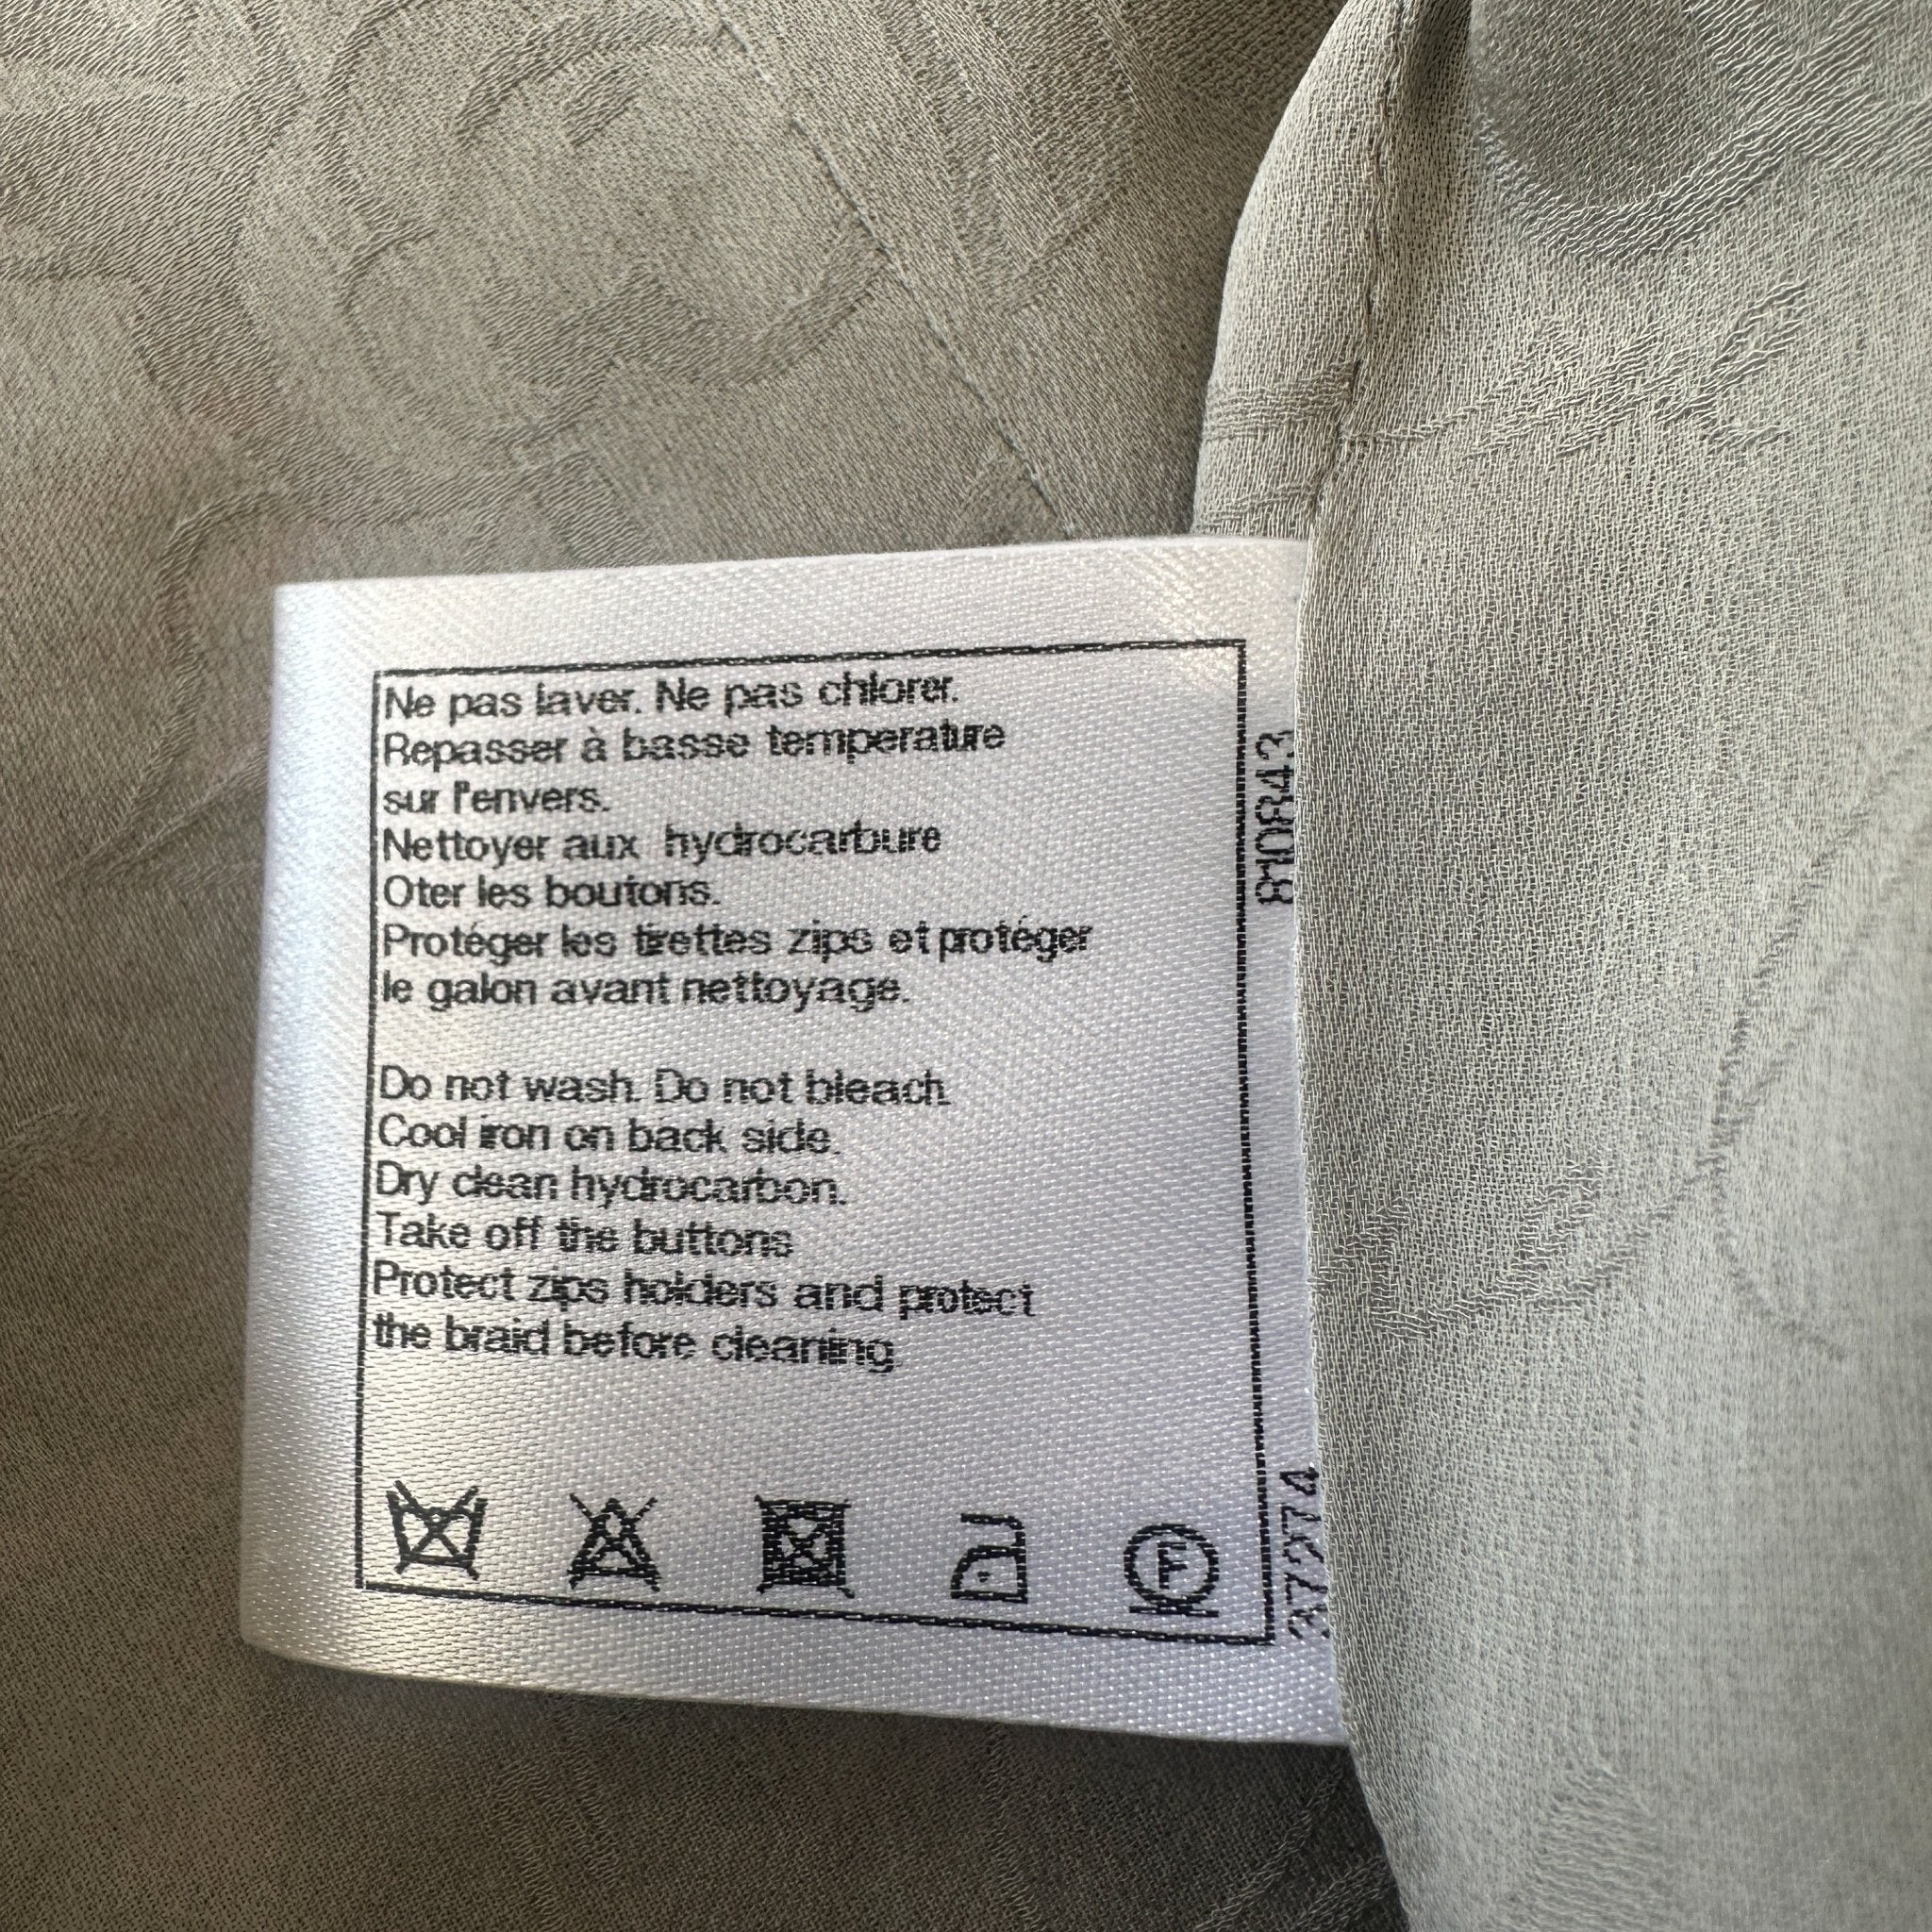 Ne pas laver. Ne pas chlorer.
Repasser à basse temperature
sur l'envers.
Nettoyer aux hydrocarbure
Oter les boutons.
Protéger les tirettes zips et protéger
le galon avant nettoyage.
Do not wash. Do not bleach.
Cool iron on back side.
Dry clean hydrocarbon.
Take off the buttons
Protect zips holders and protect
the braid before cleaning.
F
810843
37274